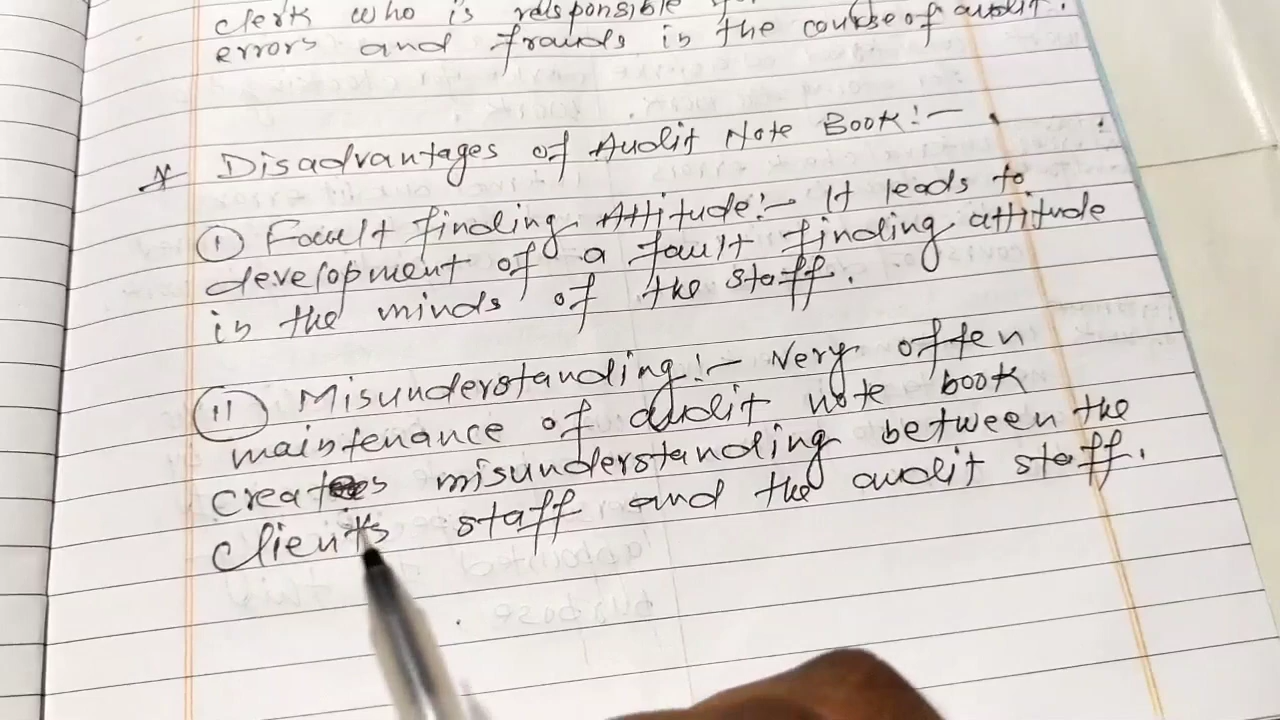 clerk who is responsible
errors and frauds in the course of audit.
* Disadvantages of Audit Note Book:-
(i) Fault finding Attitude:- It leads to
development of a fault finding attitude
in the minds of the staff.
(ii) Misunderstanding:- Very often
maintenance of audit note book
creates misunderstanding between the
clients staff and the audit staff.